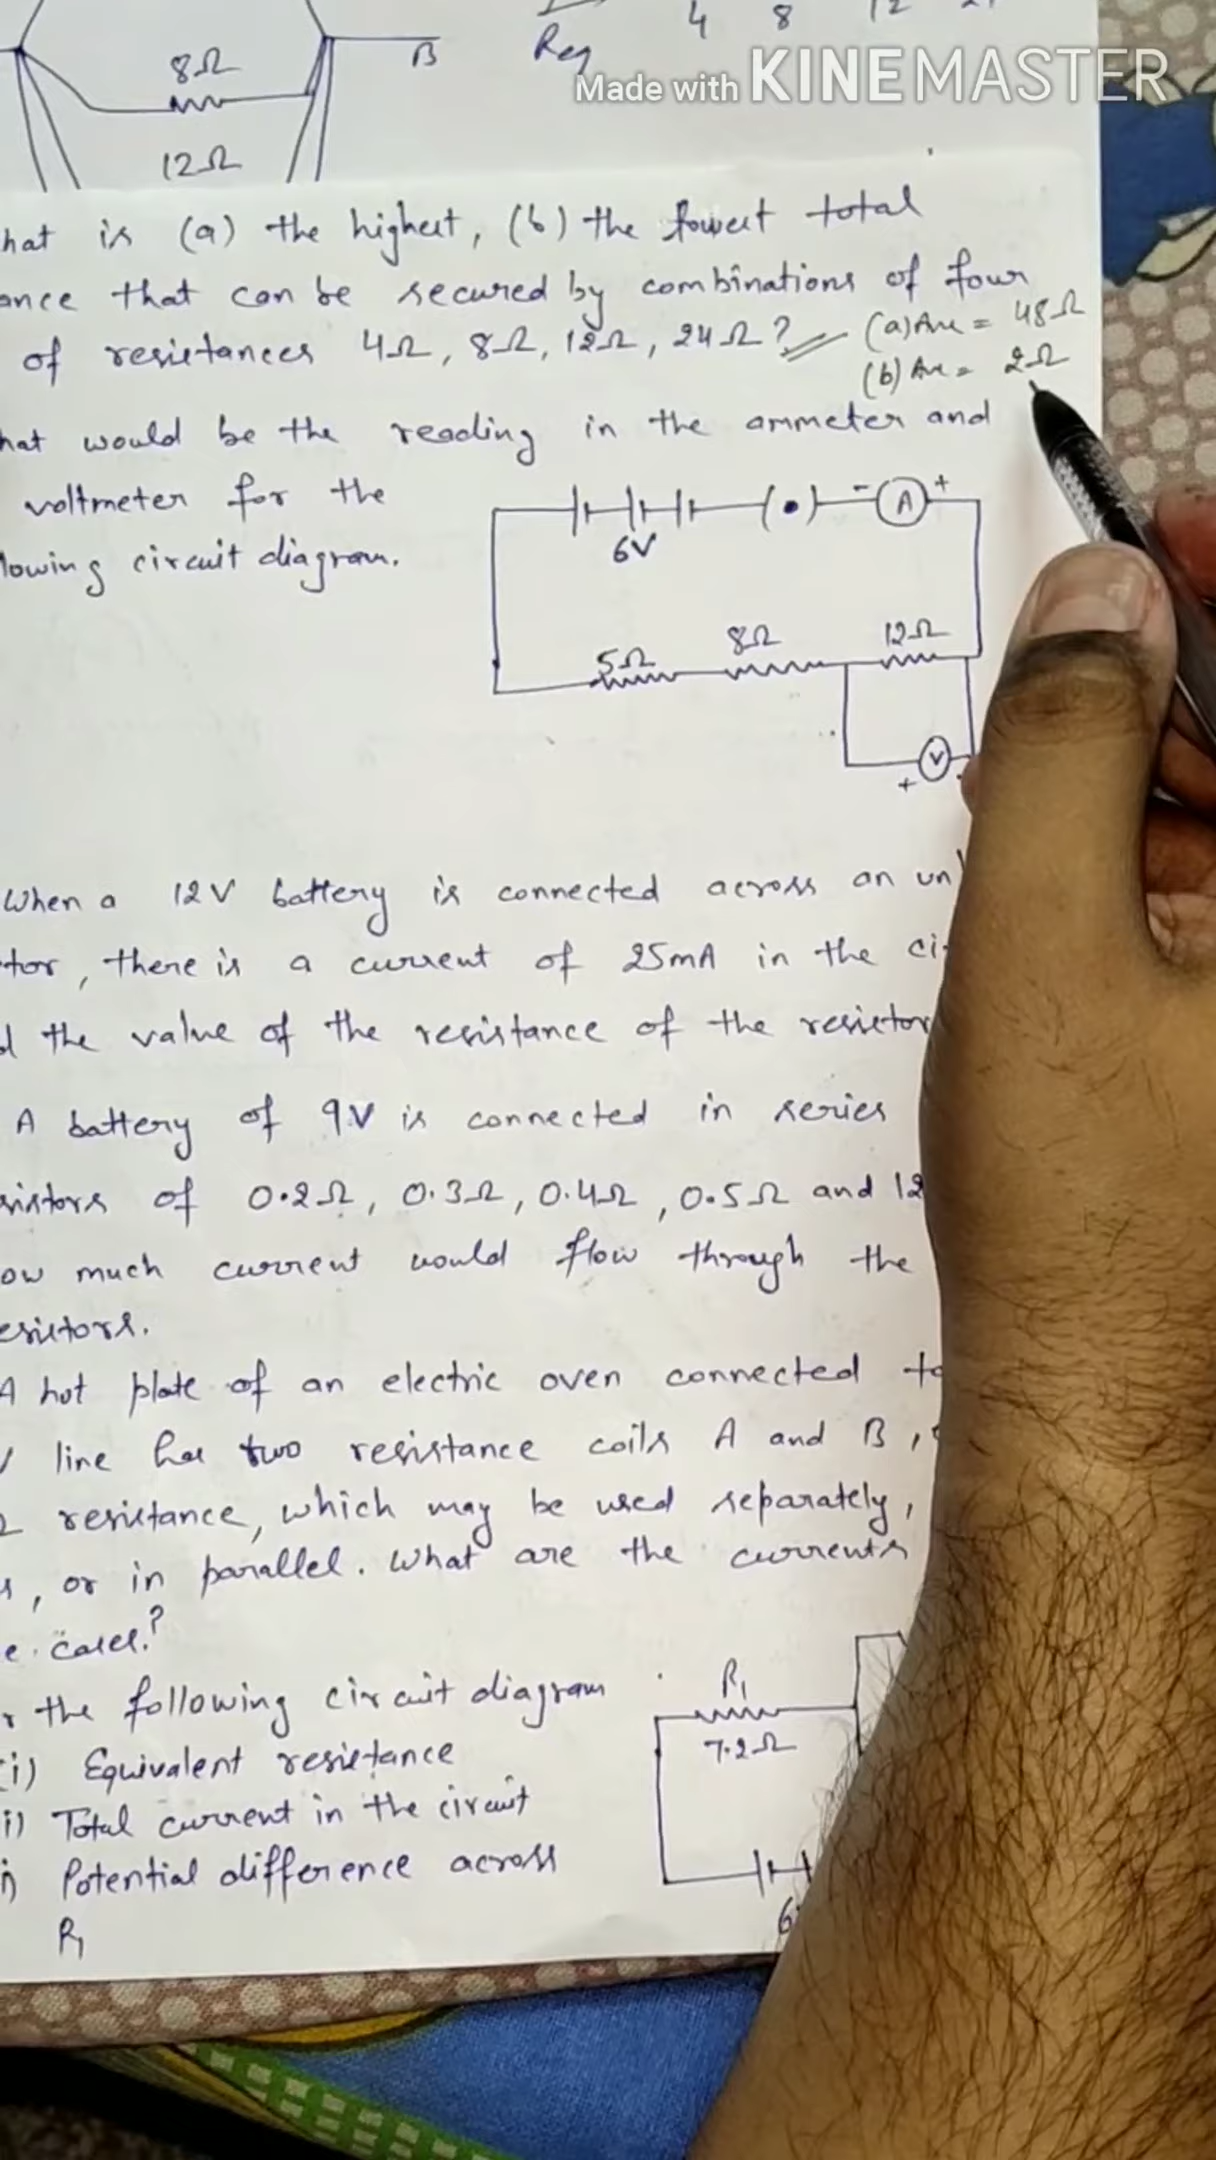 8Ω
B
Req
4 8 12
Made with KINEMASTER
12Ω
hat is (a) the highest, (b) the lowest total
ance that can be secured by combinations of four
of resistances 4Ω, 8Ω, 12Ω, 24Ω?
(a) Ans = 48Ω
(b) Ans = 2Ω
hat would be the reading in the ammeter and
voltmeter for the
lowing circuit diagram.
- A +
6V
5Ω 8Ω 12Ω
V
+ -
When a 12V battery is connected across an un
tor, there is a current of 25mA in the ci
d the value of the resistance of the resistor
A battery of 9V is connected in series
sistors of 0.2Ω, 0.3Ω, 0.4Ω, 0.5Ω and 12
ow much current would flow through the
esistors.
A hot plate of an electric oven connected to
V line has two resistance coils A and B,
Ω resistance, which may be used separately,
s, or in parallel. What are the currents
e cases?
r the following circuit diagram
(i) Equivalent resistance
i) Total current in the circuit
i) Potential difference across
R1
R1
7.2Ω
6